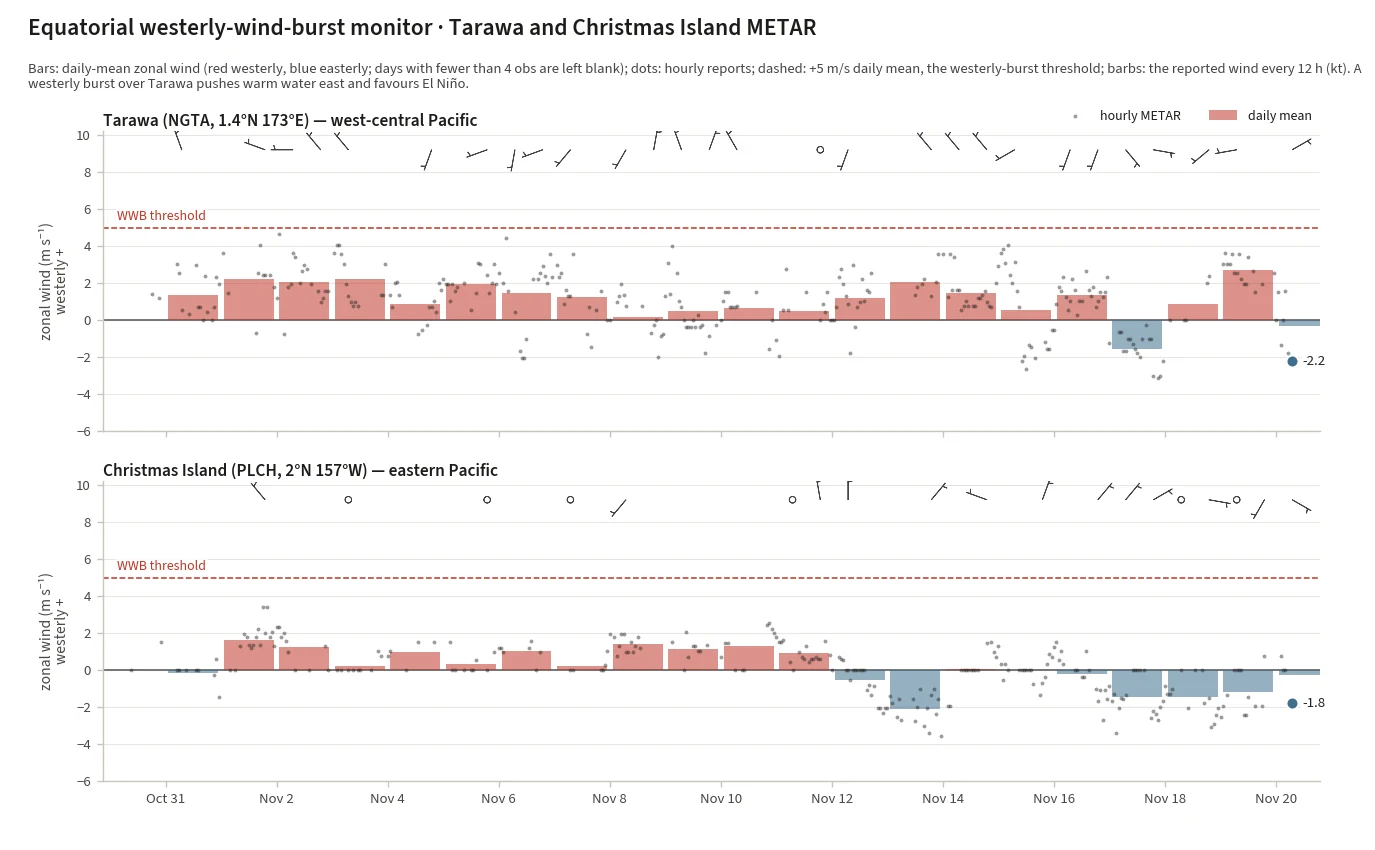 Equatorial westerly-wind-burst monitor · Tarawa and Christmas Island METAR
Bars: daily-mean zonal wind (red westerly, blue easterly; days with fewer than 4 obs are left blank); dots: hourly reports; dashed: +5 m/s daily mean, the westerly-burst threshold; barbs: the reported wind every 12 h (kt). A
westerly burst over Tarawa pushes warm water east and favours El Niño.
Tarawa (NGTA, 1.4°N 173°E) — west-central Pacific
hourly METAR
daily mean
10
8
6
4
2
0
−2
−4
−6
zonal wind (m s⁻¹)
westerly +
WWB threshold
-2.2
Christmas Island (PLCH, 2°N 157°W) — eastern Pacific
10
8
6
4
2
0
−2
−4
−6
zonal wind (m s⁻¹)
westerly +
WWB threshold
-1.8
Oct 31
Nov 2
Nov 4
Nov 6
Nov 8
Nov 10
Nov 12
Nov 14
Nov 16
Nov 18
Nov 20